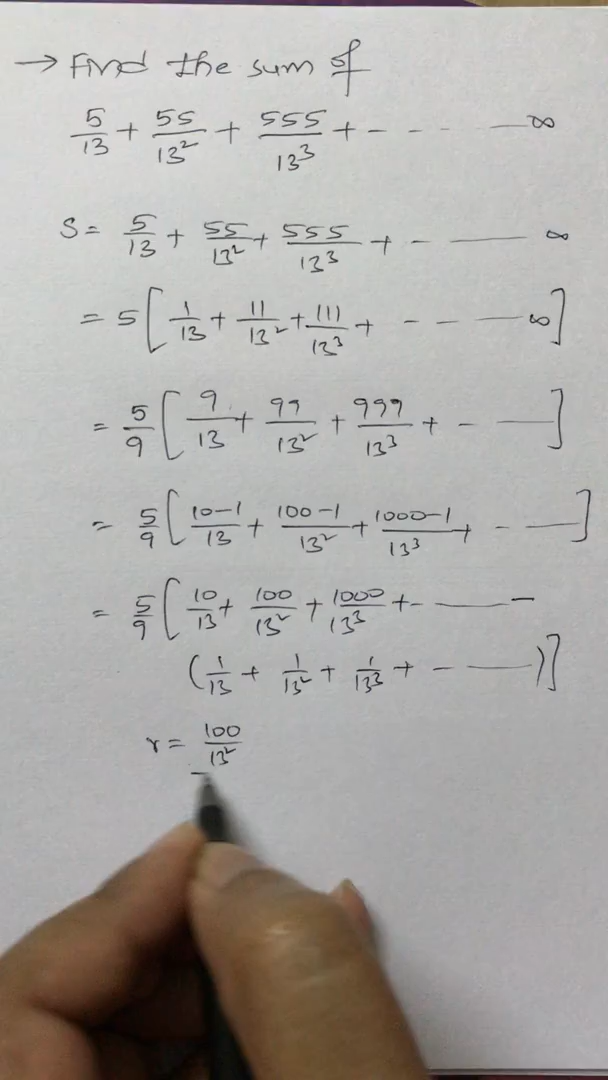 → Find the sum of
5/13 + 55/13² + 555/13³ + - - - — ∞
S = 5/13 + 55/13² + 555/13³ + - — ∞
= 5 [ 1/13 + 11/13² + 111/13³ + - - — ∞ ]
= 5/9 [ 9/13 + 99/13² + 999/13³ + - — ]
= 5/9 [ 10-1/13 + 100-1/13² + 1000-1/13³ + - — ]
= 5/9 [ 10/13 + 100/13² + 1000/13³ + - — -
( 1/13 + 1/13² + 1/13³ + - — ) ]
r = 100/13²